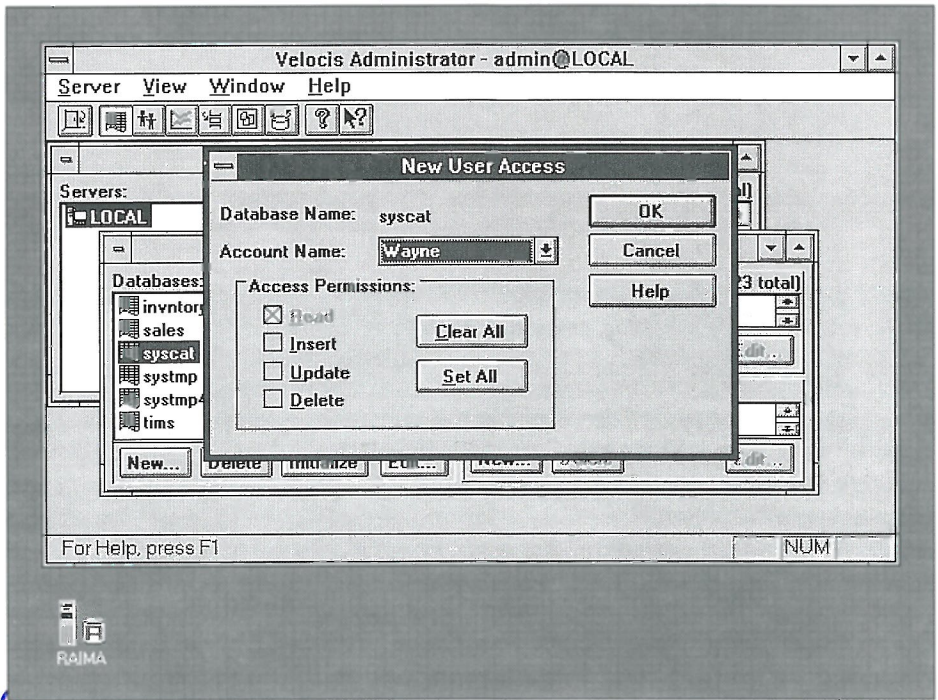 Velocis Administrator - admin@LOCAL
Server View Window Help
New User Access
Servers:
LOCAL
Database Name: syscat
OK
Account Name: Wayne
Cancel
Access Permissions:
Help
Read
Insert
Update
Delete
Clear All
Set All
Databases:
invntory
sales
syscat
systmp
systmp4
tims
23 total)
Edit...
New... Delete Initialize Edit... New... Edit...
For Help, press F1
NUM
RAIMA